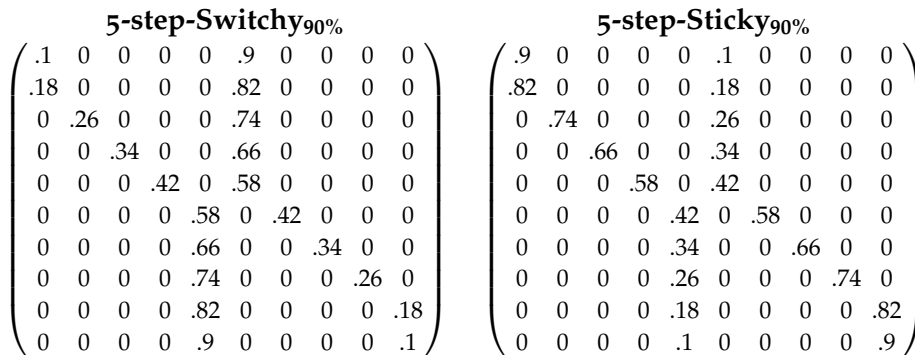 5-step-Switchy90% 5-step-Sticky90%
.1 0 0 0 0 .9 0 0 0 0 .9 0 0 0 0 .1 0 0 0 0
.18 0 0 0 0 .82 0 0 0 0 .82 0 0 0 0 .18 0 0 0 0
0 .26 0 0 0 .74 0 0 0 0 0 .74 0 0 0 .26 0 0 0 0
0 0 .34 0 0 .66 0 0 0 0 0 0 .66 0 0 .34 0 0 0 0
0 0 0 .42 0 .58 0 0 0 0 0 0 0 .58 0 .42 0 0 0 0
0 0 0 0 .58 0 .42 0 0 0 0 0 0 0 .42 0 .58 0 0 0
0 0 0 0 .66 0 0 .34 0 0 0 0 0 0 .34 0 0 .66 0 0
0 0 0 0 .74 0 0 0 .26 0 0 0 0 0 .26 0 0 0 .74 0
0 0 0 0 .82 0 0 0 0 .18 0 0 0 0 .18 0 0 0 0 .82
0 0 0 0 .9 0 0 0 0 .1 0 0 0 0 .1 0 0 0 0 .9